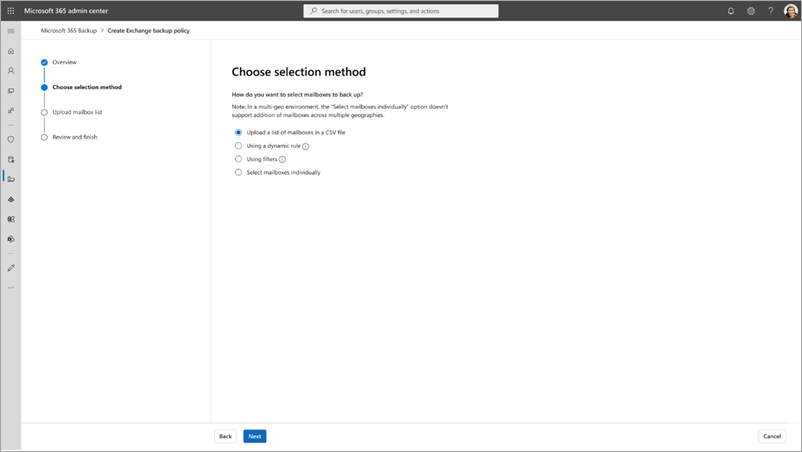 Microsoft 365 admin center
Search for users, groups, settings, and actions
?
Microsoft 365 Backup > Create Exchange backup policy
Overview
Choose selection method
Upload mailbox list
Review and finish
Choose selection method
How do you want to select mailboxes to back up?
Note: In a multi-geo environment, the "Select mailboxes individually" option doesn't
support addition of mailboxes across multiple geographies.
Upload a list of mailboxes in a CSV file
Using a dynamic rule
Using filters
Select mailboxes individually
Back
Next
Cancel